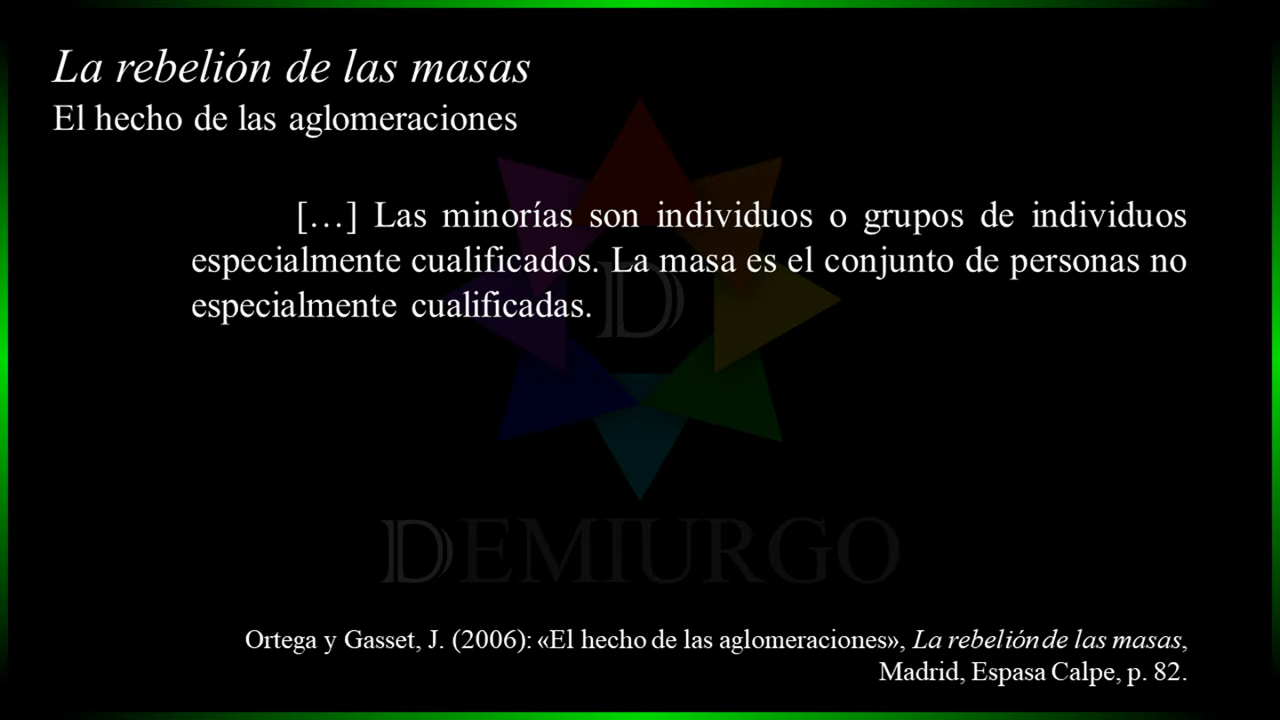 La rebelión de las masas
El hecho de las aglomeraciones
[…] Las minorías son individuos o grupos de individuos
especialmente cualificados. La masa es el conjunto de personas no
especialmente cualificadas.
D
DEMIURGO
Ortega y Gasset, J. (2006): «El hecho de las aglomeraciones», La rebelión de las masas,
Madrid, Espasa Calpe, p. 82.